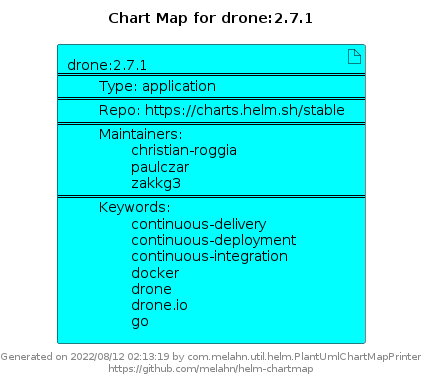 Chart Map for drone:2.7.1
drone:2.7.1
Type: application
Repo: https://charts.helm.sh/stable
Maintainers:
christian-roggia
paulczar
zakkg3
Keywords:
continuous-delivery
continuous-deployment
continuous-integration
docker
drone
drone.io
go
Generated on 2022/08/12 02:13:19 by com.melahn.util.helm.PlantUmlChartMapPrinter
https://github.com/melahn/helm-chartmap